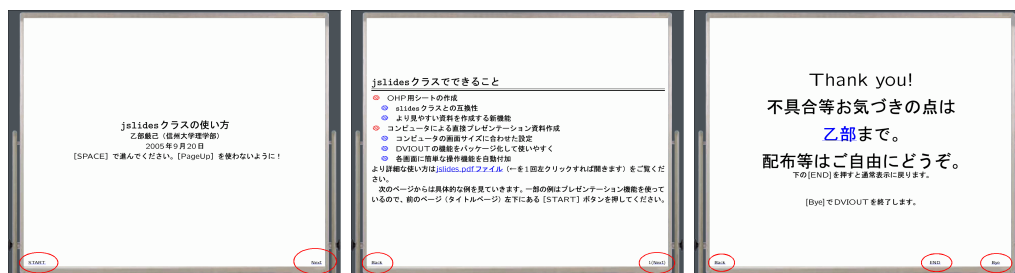 jslidesクラスの使い方
乙部厳己（信州大学理学部）
2005年9月20日
[SPACE] で進んでください。[PageUp] を使わないように！
START
Next
jslidesクラスでできること
OHP用シートの作成
slidesクラスとの互換性
より見やすい資料を作成する新機能
コンピュータによる直接プレゼンテーション資料作成
コンピュータの画面サイズに合わせた設定
DVIOUTの機能をパッケージ化して使いやすく
各画面に簡単な操作機能を自動付加
より詳細な使い方はjslides.pdfファイル（←を1回左クリックすれば開きます）をご覧くだ
さい。
次のページからは具体的な例を見ていきます。一部の例はプレゼンテーション機能を使って
いるので、前のページ（タイトルページ）左下にある [START] ボタンを押してください。
Back
1(Next)
Thank you!
不具合等お気づきの点は
乙部まで。
配布等はご自由にどうぞ。
下の[END]を押すと通常表示に戻ります。
[Bye]でDVIOUTを終了します。
Back
END
Bye